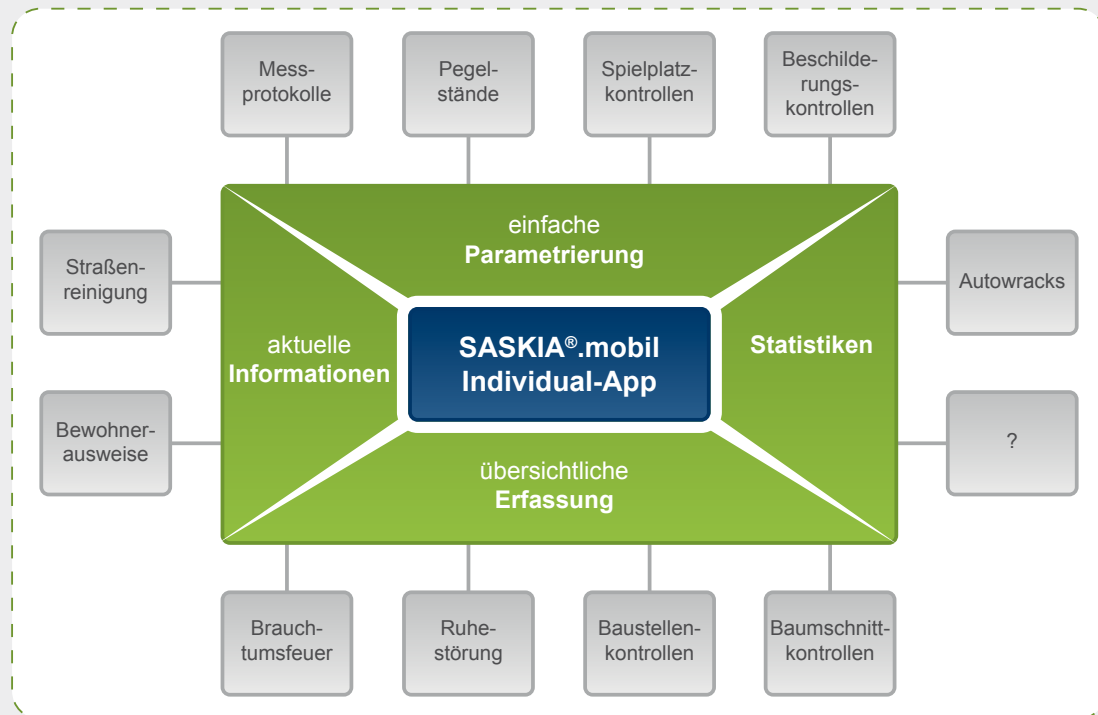 Mess-
protokolle
Pegel-
stände
Spielplatz-
kontrollen
Beschilde-
rungs-
kontrollen
einfache
Parametrierung
Straßen-
reinigung
Autowracks
aktuelle
Informationen
SASKIA®.mobil
Individual-App
Statistiken
Bewohner-
ausweise
?
übersichtliche
Erfassung
Brauch-
tumsfeuer
Ruhe-
störung
Baustellen-
kontrollen
Baumschnitt-
kontrollen